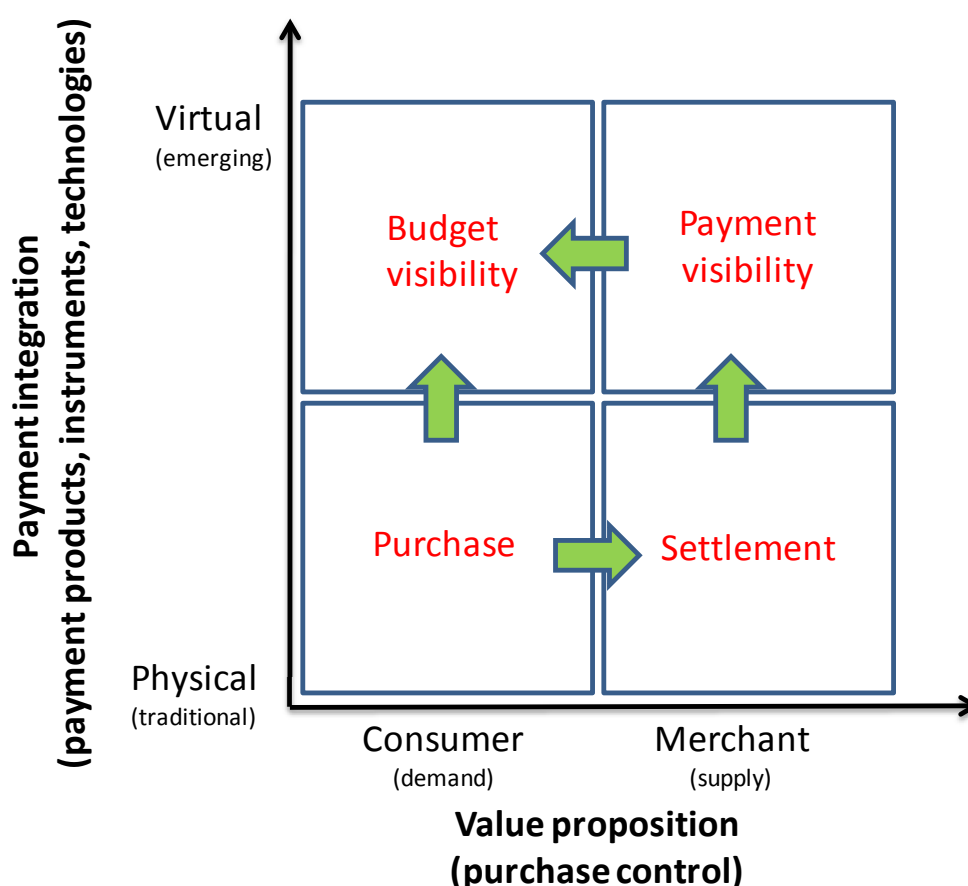 Payment integration
(payment products, instruments, technologies)
Virtual
(emerging)
Budget
visibility
Payment
visibility
Purchase
Settlement
Physical
(traditional)
Consumer
(demand)
Merchant
(supply)
Value proposition
(purchase control)